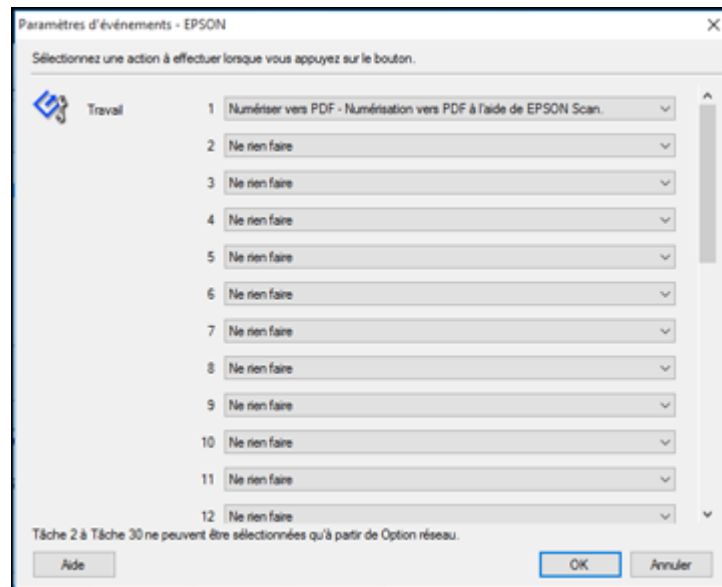 Paramètres d'événements - EPSON
Sélectionnez une action à effectuer lorsque vous appuyez sur le bouton.
Travail 1 Numériser vers PDF - Numérisation vers PDF à l'aide de EPSON Scan.
2 Ne rien faire
3 Ne rien faire
4 Ne rien faire
5 Ne rien faire
6 Ne rien faire
7 Ne rien faire
8 Ne rien faire
9 Ne rien faire
10 Ne rien faire
11 Ne rien faire
12 Ne rien faire
Tâche 2 à Tâche 30 ne peuvent être sélectionnées qu'à partir de Option réseau.
Aide OK Annuler